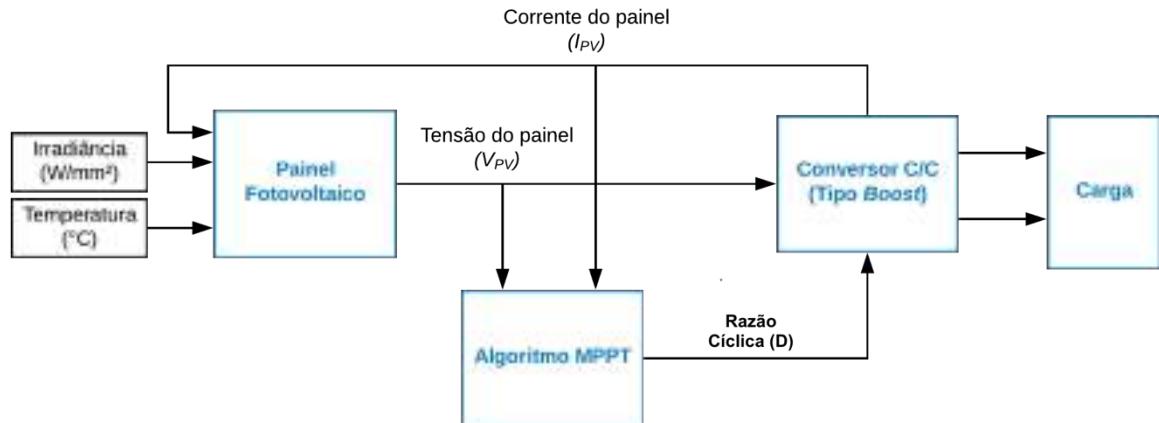 Corrente do painel
(IPV)
Tensão do painel
(VPV)
Irradiância
(W/mm²)
Temperatura
(°C)
Painel
Fotovoltaico
Conversor C/C
(Tipo Boost)
Carga
Algoritmo MPPT
Razão
Cíclica (D)